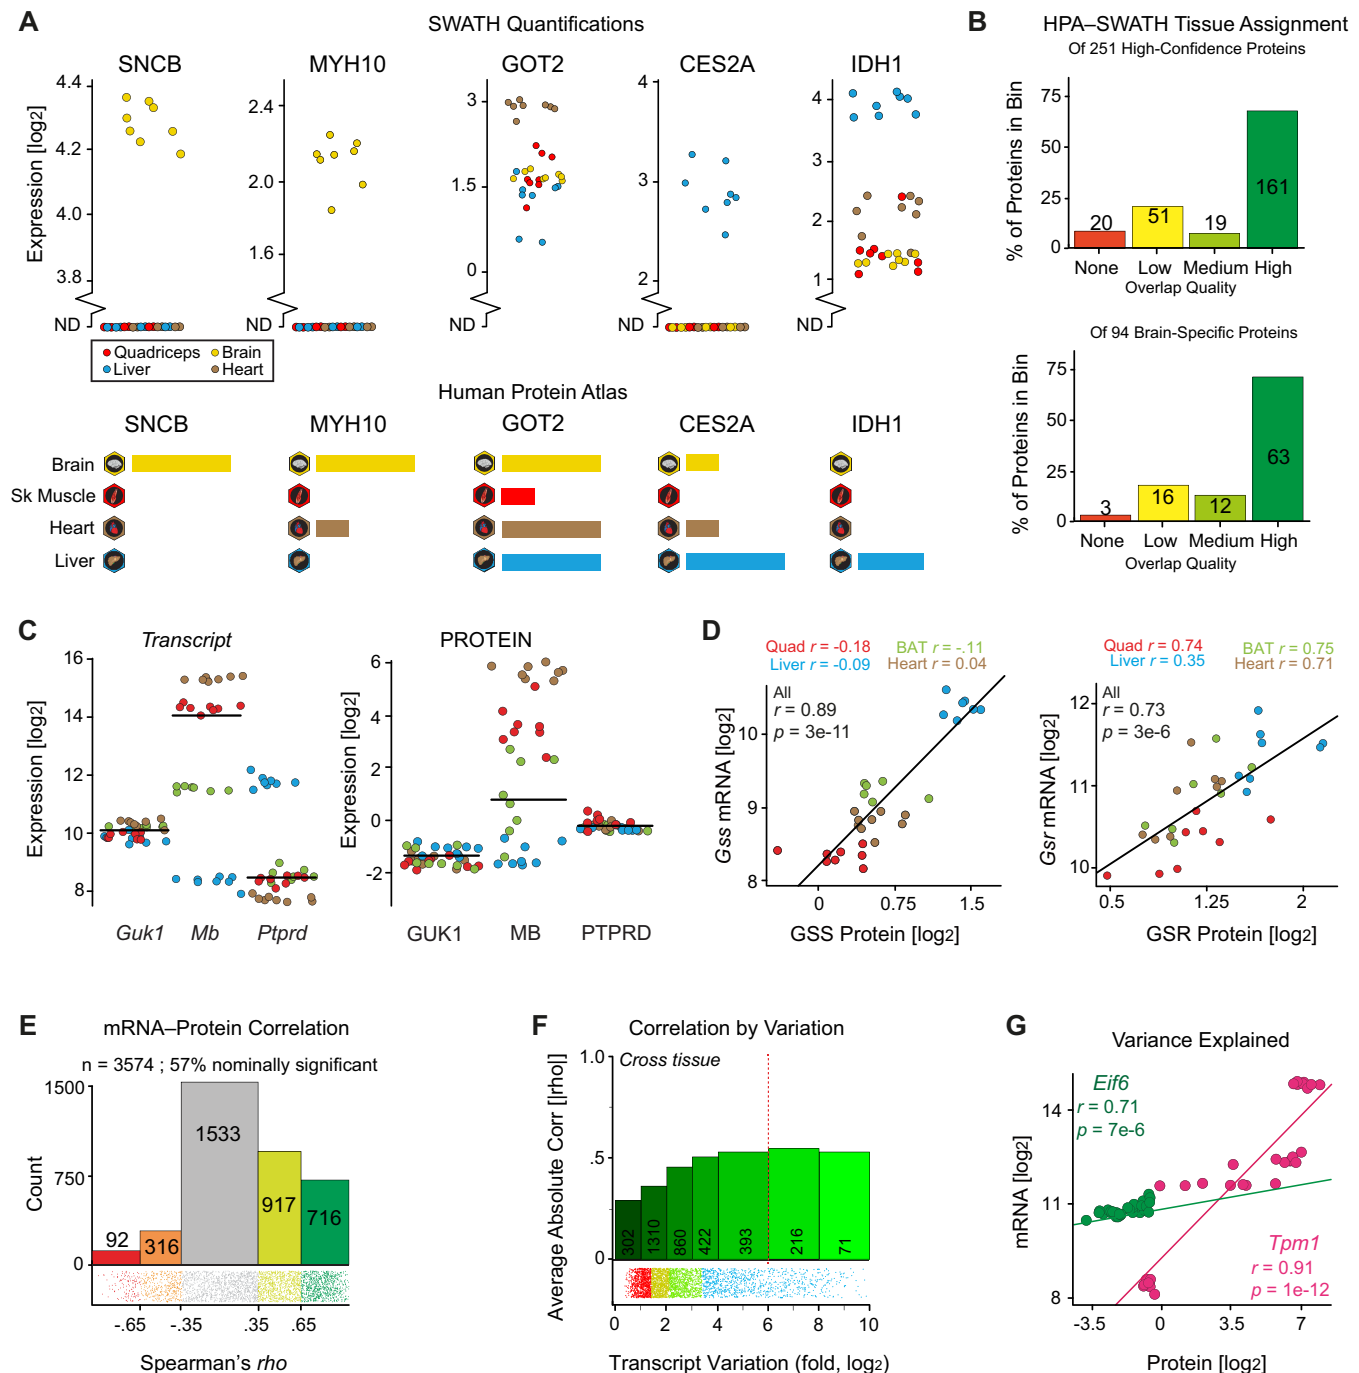 A
SWATH Quantifications
SNCB
MYH10
GOT2
CES2A
IDH1
Expression [log2]
4.4
4.2
4.0
3.8
ND
2.4
2.0
1.6
ND
3
1.5
0
ND
4
3
2
ND
4
3
2
1
ND
Quadriceps
Brain
Liver
Heart
Human Protein Atlas
SNCB
MYH10
GOT2
CES2A
IDH1
Brain
Sk Muscle
Heart
Liver
B
HPA–SWATH Tissue Assignment
Of 251 High-Confidence Proteins
% of Proteins in Bin
75
50
25
0
20
51
19
161
None
Low
Medium
High
Overlap Quality
Of 94 Brain-Specific Proteins
% of Proteins in Bin
75
50
25
0
3
16
12
63
None
Low
Medium
High
Overlap Quality
C
Transcript
Expression [log2]
16
14
12
10
8
Guk1
Mb
Ptprd
PROTEIN
Expression [log2]
6
4
2
0
-2
GUK1
MB
PTPRD
D
Quad r = -0.18
BAT r = -.11
Liver r = -0.09
Heart r = 0.04
All
r = 0.89
p = 3e-11
Gss mRNA [log2]
10
9
8
0
0.75
1.5
GSS Protein [log2]
Quad r = 0.74
BAT r = 0.75
Liver r = 0.35
Heart r = 0.71
All
r = 0.73
p = 3e-6
Gsr mRNA [log2]
12
11
10
0.5
1.25
2
GSR Protein [log2]
E
mRNA–Protein Correlation
n = 3574 ; 57% nominally significant
Count
1500
750
0
92
316
1533
917
716
-.65
-.35
.35
.65
Spearman's rho
F
Correlation by Variation
Cross tissue
Average Absolute Corr [|rho|]
1.0
.5
0
302
1310
860
422
393
216
71
0
2
4
6
8
10
Transcript Variation (fold, log2)
G
Variance Explained
Eif6
r = 0.71
p = 7e-6
Tpm1
r = 0.91
p = 1e-12
mRNA [log2]
14
11
8
-3.5
0
3.5
7
Protein [log2]